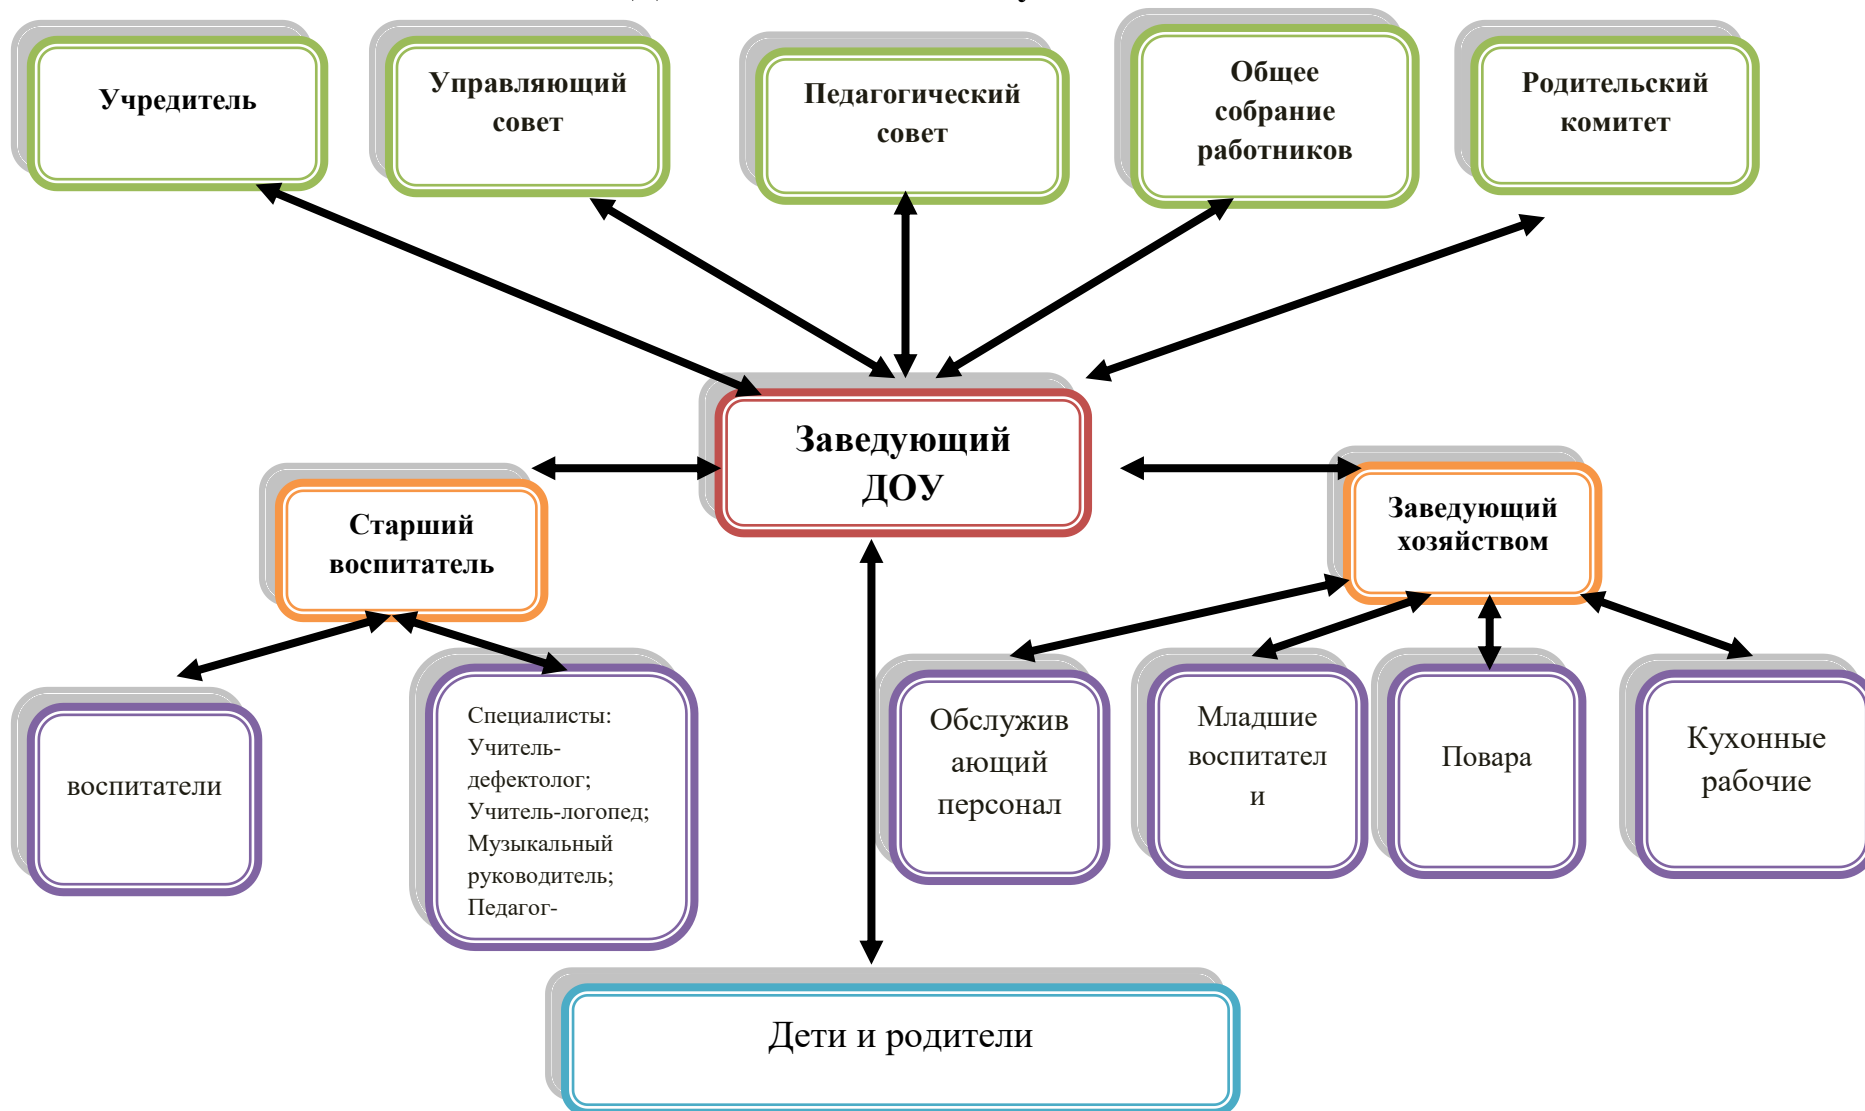 Учредитель
Управляющий
совет
Педагогический
совет
Общее
собрание
работников
Родительский
комитет
Заведующий
ДОУ
Старший
воспитатель
Заведующий
хозяйством
воспитатели
Специалисты:
Учитель-
дефектолог;
Учитель-логопед;
Музыкальный
руководитель;
Педагог-
Обслужив
ающий
персонал
Младшие
воспитател
и
Повара
Кухонные
рабочие
Дети и родители